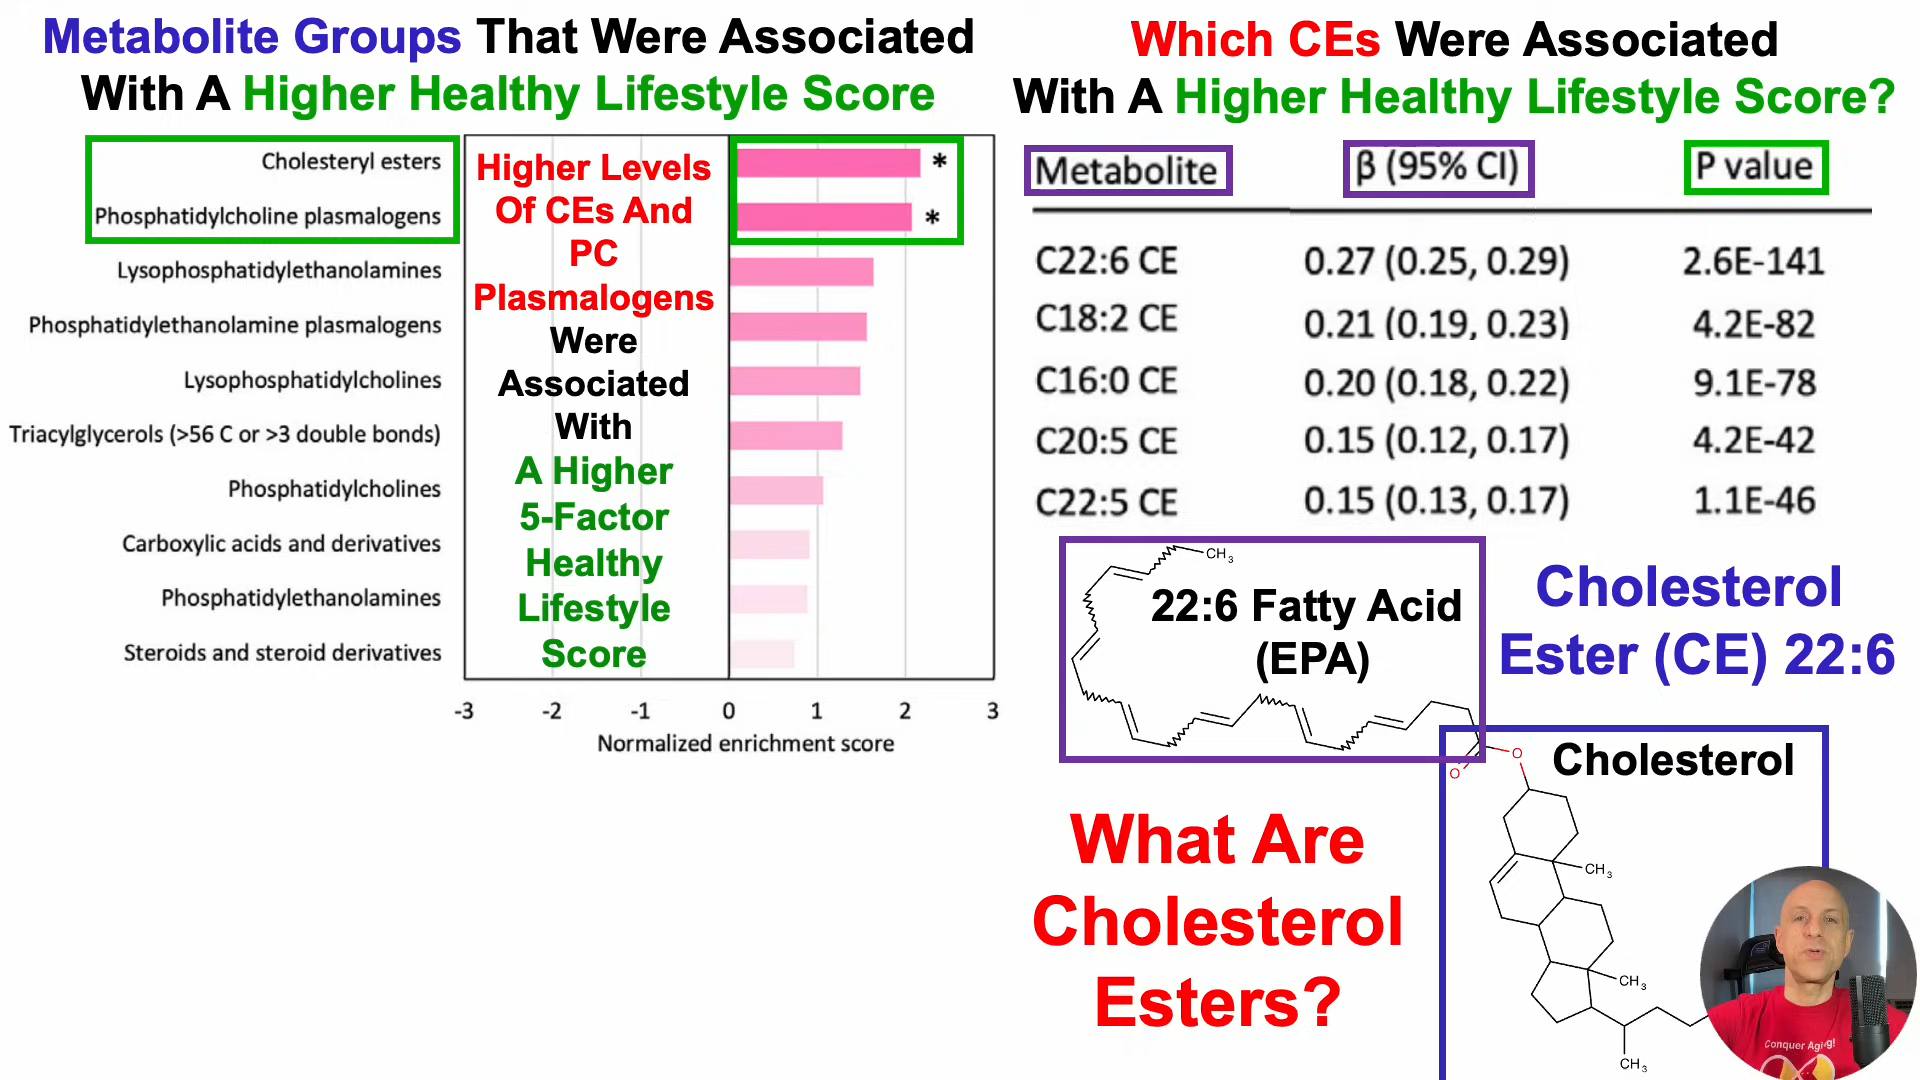 Metabolite Groups That Were Associated
With A Higher Healthy Lifestyle Score
Cholesteryl esters
Phosphatidylcholine plasmalogens
Lysophosphatidylethanolamines
Phosphatidylethanolamine plasmalogens
Lysophosphatidylcholines
Triacylglycerols (>56 C or >3 double bonds)
Phosphatidylcholines
Carboxylic acids and derivatives
Phosphatidylethanolamines
Steroids and steroid derivatives
Higher Levels
Of CEs And
PC
Plasmalogens
Were
Associated
With
A Higher
5-Factor
Healthy
Lifestyle
Score
*
*
-3 -2 -1 0 1 2 3
Normalized enrichment score
Which CEs Were Associated
With A Higher Healthy Lifestyle Score?
Metabolite β (95% CI) P value
C22:6 CE 0.27 (0.25, 0.29) 2.6E-141
C18:2 CE 0.21 (0.19, 0.23) 4.2E-82
C16:0 CE 0.20 (0.18, 0.22) 9.1E-78
C20:5 CE 0.15 (0.12, 0.17) 4.2E-42
C22:5 CE 0.15 (0.13, 0.17) 1.1E-46
CH3
22:6 Fatty Acid
(EPA)
Cholesterol
Ester (CE) 22:6
O
O
Cholesterol
CH3
CH3
CH3
What Are
Cholesterol
Esters?
Conquer Aging!